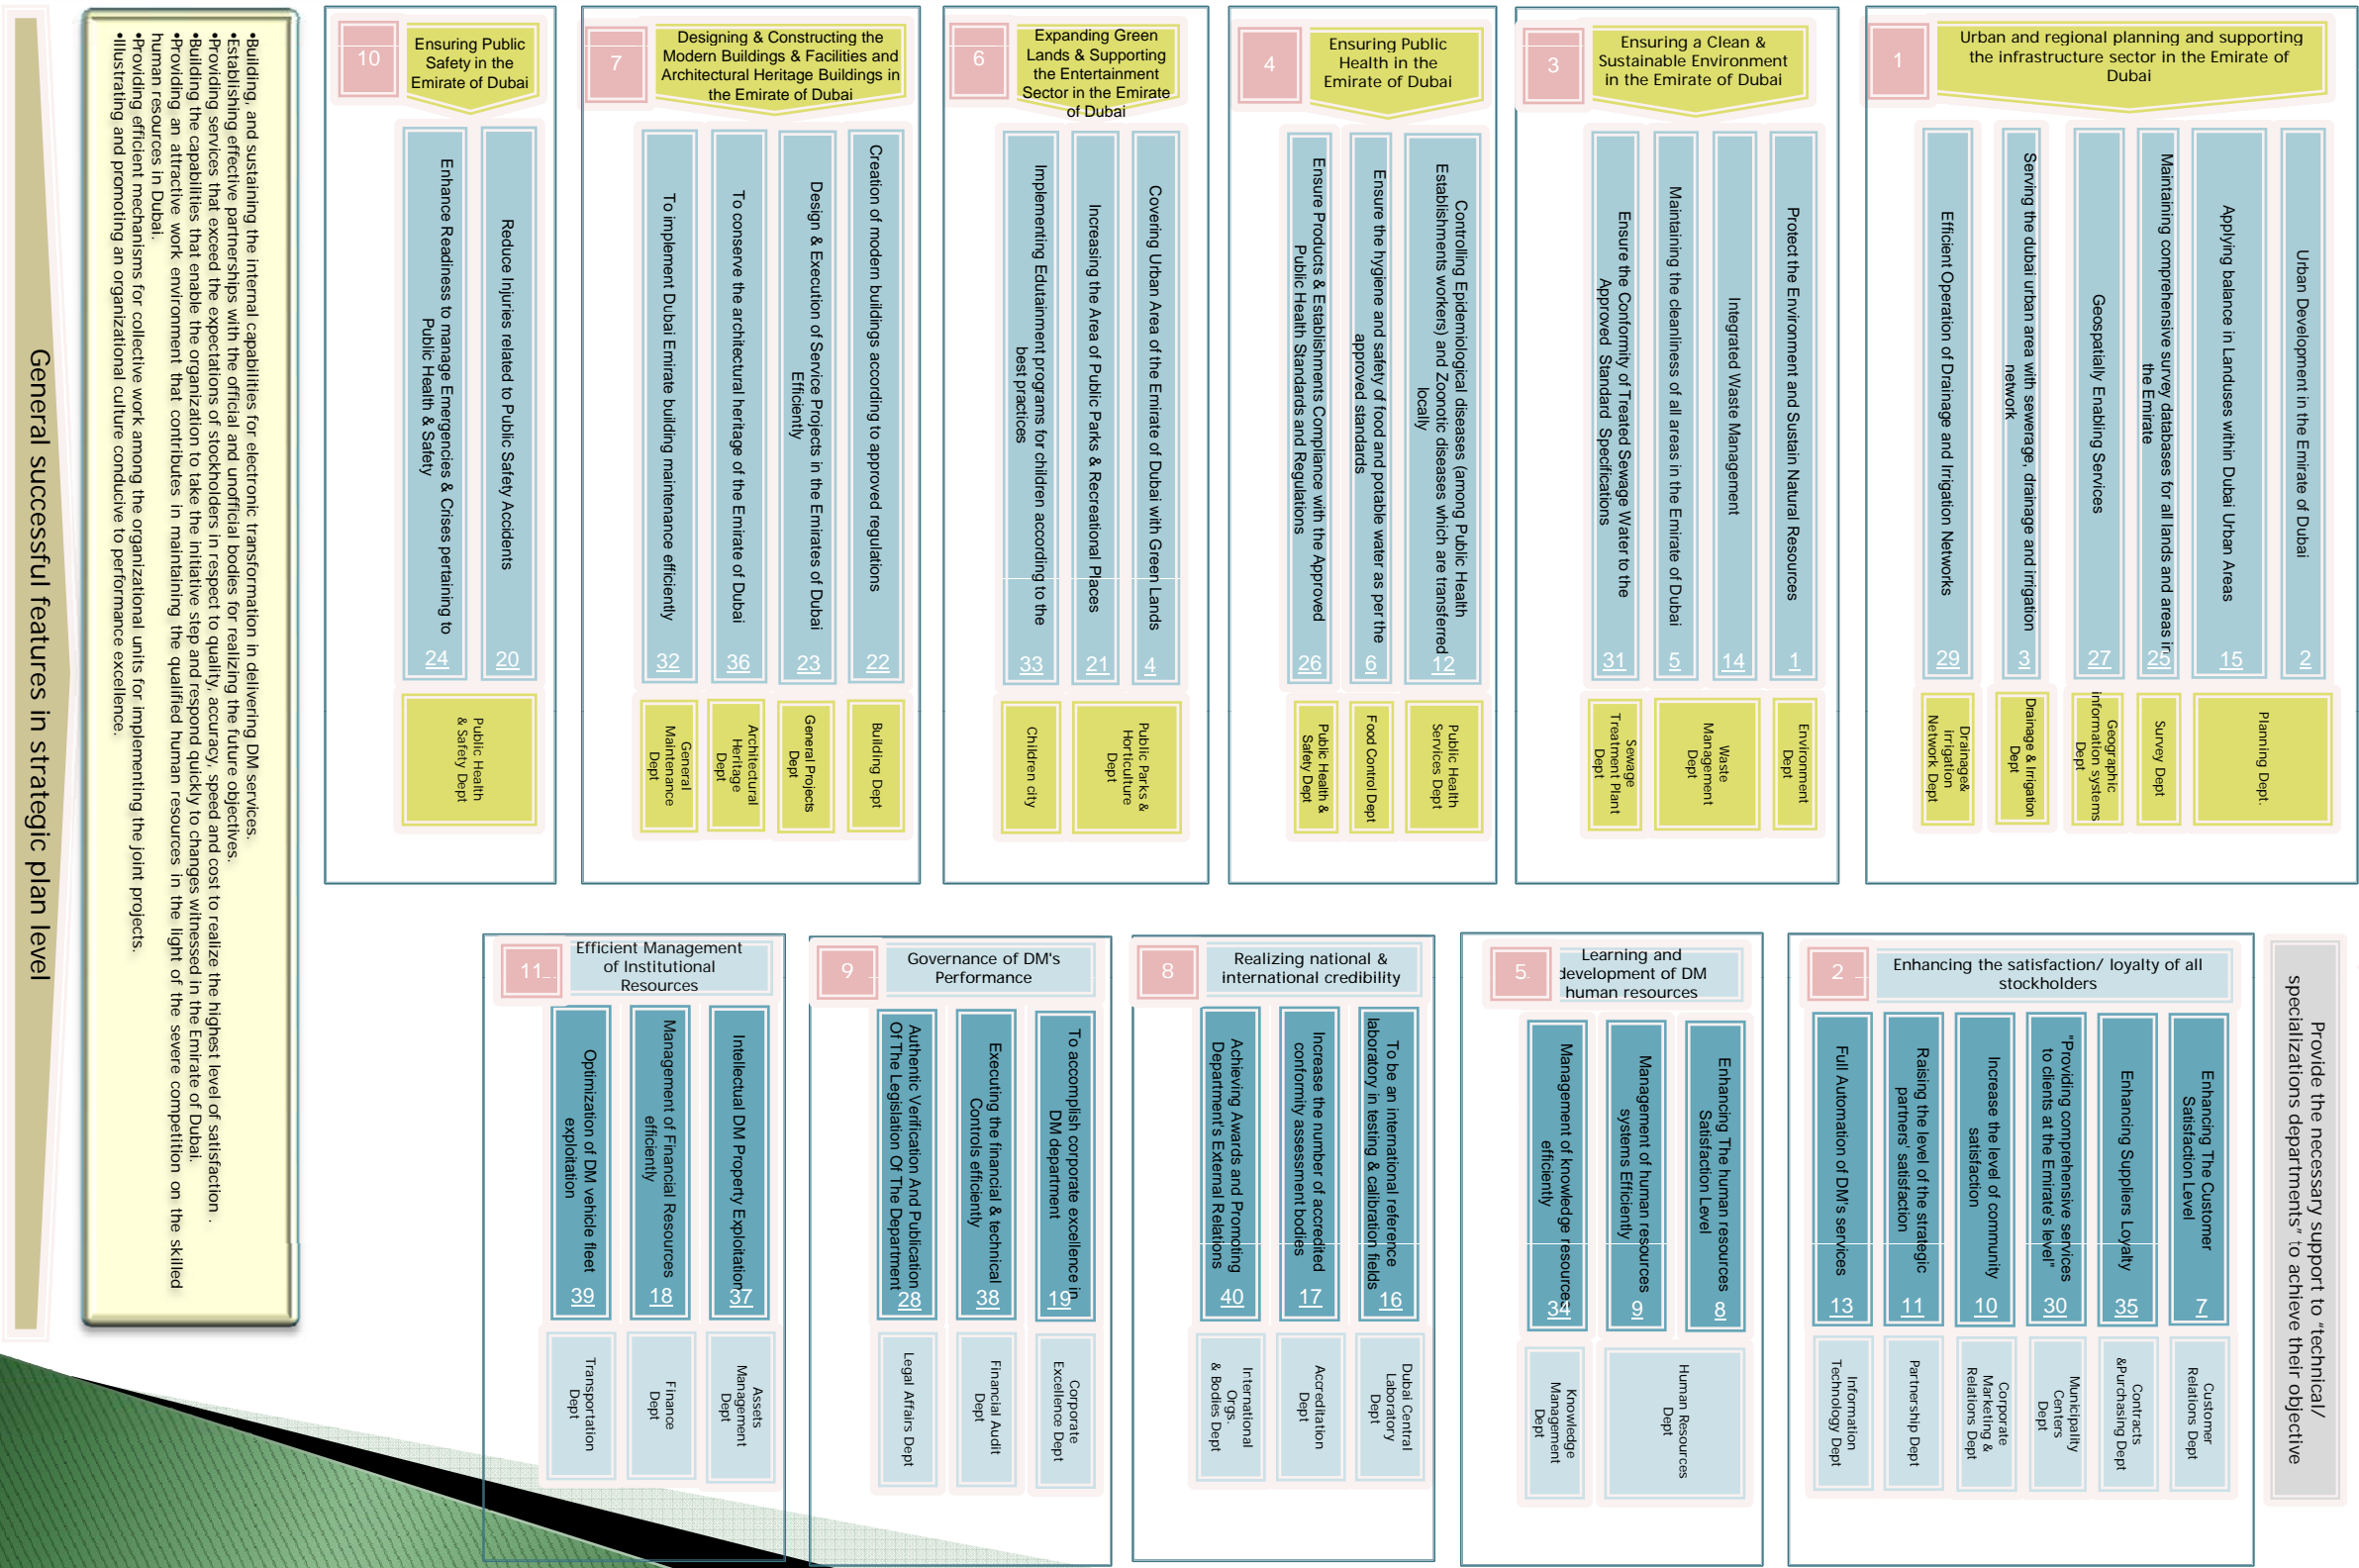 1
Urban and regional planning and supporting
the infrastructure sector in the Emirate of
Dubai
Urban Development in the Emirate of Dubai
2
Applying balance in Landuses within Dubai Urban Areas
15
Planning Dept.
Maintaining comprehensive survey databases for all lands and areas in
the Emirate
25
Survey Dept
Geospatially Enabling Services
27
Geographic
information systems
Dept
Serving the dubai urban area with sewerage, drainage and irrigation
network
3
Drainage & Irrigation
Dept
Efficient Operation of Drainage and Irrigation Networks
29
Drainage&
irrigation
Network Dept
3
Ensuring a Clean &
Sustainable Environment
in the Emirate of Dubai
Protect the Environment and Sustain Natural Resources
1
Environment
Dept
Integrated Waste Management
14
Maintaining the cleanliness of all areas in the Emirate of Dubai
5
Waste
Management
Dept
Ensure the Conformity of Treated Sewage Water to the
Approved Standard Specifications
31
Sewage
Treatment Plant
Dept
4
Ensuring Public
Health in the
Emirate of Dubai
Controlling Epidemiological diseases (among Public Health
Establishments workers) and Zoonotic diseases which are transferred
locally
12
Public Health
Services Dept
Ensure the hygiene and safety of food and potable water as per the
approved standards
6
Food Control Dept
Ensure Products & Establishments Compliance with the Approved
Public Health Standards and Regulations
26
Public Health &
Safety Dept
6
Expanding Green
Lands & Supporting
the Entertainment
Sector in the Emirate
of Dubai
Covering Urban Area of the Emirate of Dubai with Green Lands
4
Increasing the Area of Public Parks & Recreational Places
21
Public Parks &
Horticulture
Dept
Implementing Edutainment programs for children according to the
best practices
33
Children city
7
Designing & Constructing the
Modern Buildings & Facilities and
Architectural Heritage Buildings in
the Emirate of Dubai
Creation of modern buildings according to approved regulations
22
Building Dept
Design & Execution of Service Projects in the Emirates of Dubai
Efficiently
23
General Projects
Dept
To conserve the architectural heritage of the Emirate of Dubai
36
Architectural
Heritage
Dept
To implement Dubai Emirate building maintenance efficiently
32
General
Maintenance
Dept
10
Ensuring Public
Safety in the
Emirate of Dubai
Reduce Injuries related to Public Safety Accidents
20
Enhance Readiness to manage Emergencies & Crises pertaining to
Public Health & Safety
24
Public Health
& Safety Dept
Provide the necessary support to "technical/
specializations departments" to achieve their objective
2
Enhancing the satisfaction/ loyalty of all
stockholders
Enhancing The Customer
Satisfaction Level
7
Customer
Relations Dept
Enhancing Suppliers Loyalty
35
Contracts
&Purchasing Dept
"Providing comprehensive services
to clients at the Emirate's level"
30
Municipality
Centers
Dept
Increase the level of community
satisfaction
10
Corporate
Marketing &
Relations Dept
Raising the level of the strategic
partners' satisfaction
11
Partnership Dept
Full Automation of DM's services
13
Information
Technology Dept
5
Learning and
development of DM
human resources
Enhancing The human resources
Satisfaction Level
8
Management of human resources
systems Efficiently
9
Human Resources
Dept
Management of knowledge resources
efficiently
34
Knowledge
Management
Dept
8
Realizing national &
international credibility
To be an international reference
laboratory in testing & calibration fields
16
Dubai Central
Laboratory
Dept
Increase the number of accredited
conformity assessment bodies
17
Accreditation
Dept
Achieving Awards and Promoting
Department's External Relations
40
International
Orgs.
& Bodies Dept
9
Governance of DM's
Performance
To accomplish corporate excellence in
DM department
19
Corporate
Excellence Dept
Executing the financial & technical
Controls efficiently
38
Financial Audit
Dept
Authentic Verification And Publication
Of The Legislation Of The Department
28
Legal Affairs Dept
11
Efficient Management
of Institutional
Resources
Intellectual DM Property Exploitation
37
Assets
Management
Dept
Management of Financial Resources
efficiently
18
Finance
Dept
Optimization of DM vehicle fleet
exploitation
39
Transportation
Dept
•Building, and sustaining the internal capabilities for electronic transformation in delivering DM services.
•Establishing effective partnerships with the official and unofficial bodies for realizing the future objectives.
•Providing services that exceed the expectations of stockholders in respect to quality, accuracy, speed and cost to realize the highest level of satisfaction .
•Building the capabilities that enable the organization to take the initiative step and respond quickly to changes witnessed in the Emirate of Dubai.
•Providing an attractive work environment that contributes in maintaining the qualified human resources in the light of the severe competition on the skilled
human resources in Dubai.
•Providing efficient mechanisms for collective work among the organizational units for implementing the joint projects.
•Illustrating and promoting an organizational culture conducive to performance excellence.
General successful features in strategic plan level